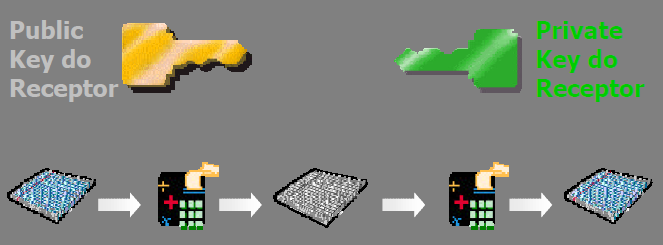 Public
Key do
Receptor
Private
Key do
Receptor